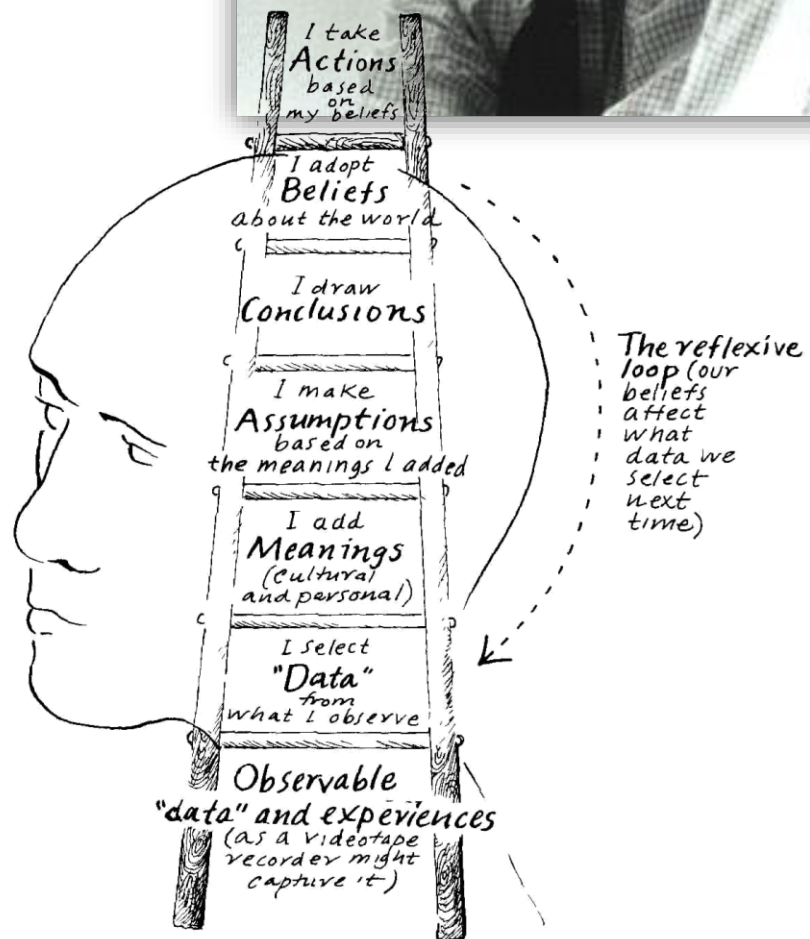 I take
Actions
based
on
my beliefs
I adopt
Beliefs
about the world
I draw
Conclusions
I make
Assumptions
based on
the meanings I added
I add
Meanings
(cultural
and personal)
I select
"Data"
from
what I observe
Observable
"data" and experiences
(as a videotape
recorder might
capture it)
The reflexive
loop (our
beliefs
affect
what
data we
select
next
time)